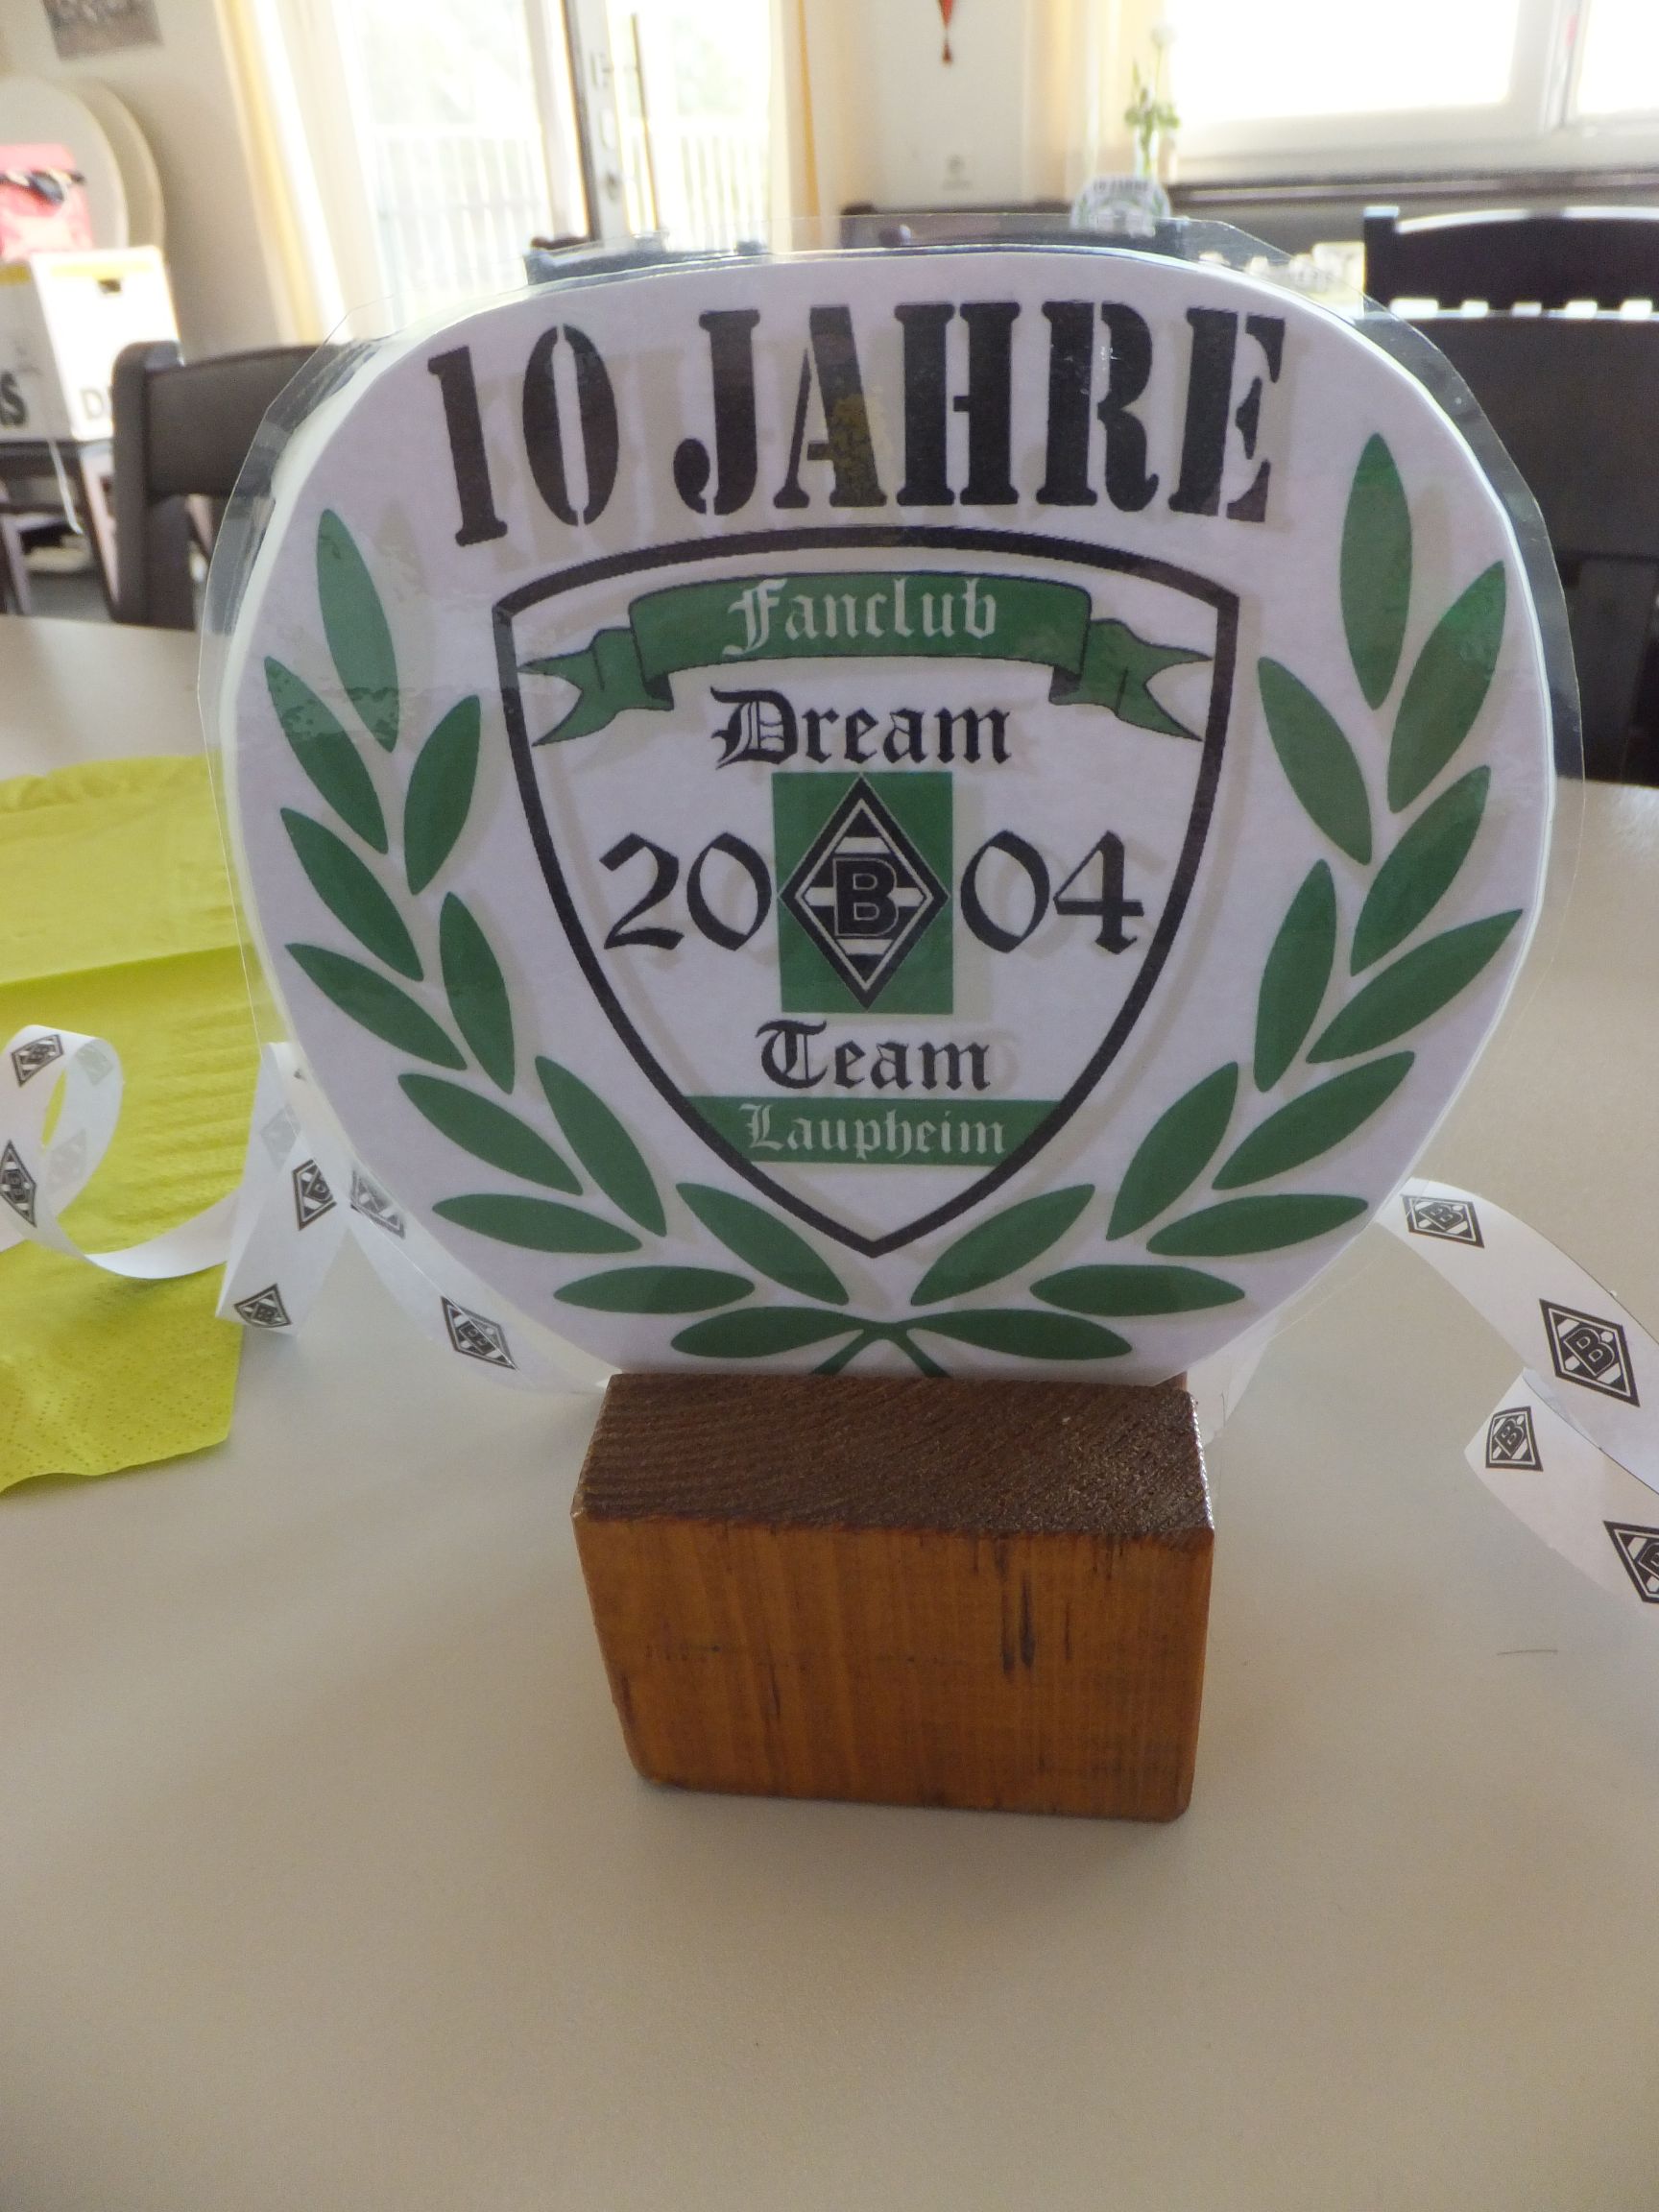 10 JAHRE
Fanclub
Dream
20 B 04
Team
Laupheim